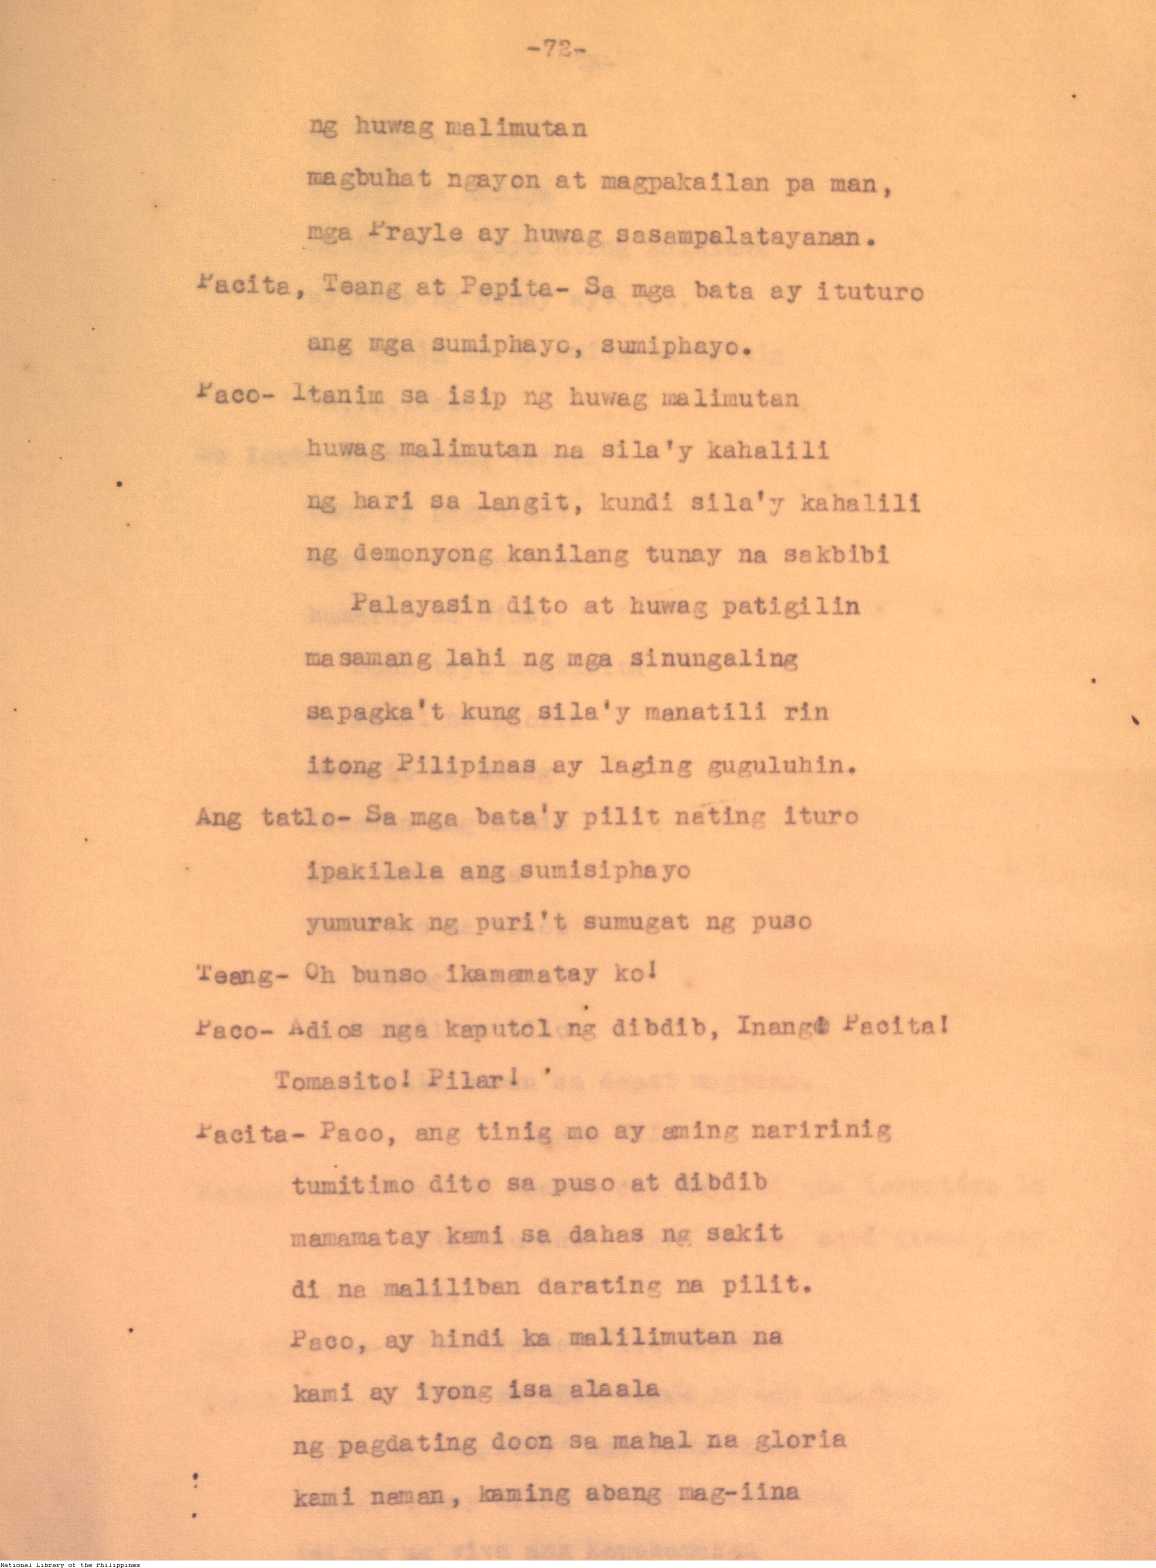 -72-
ng huwag malimutan
magbuhat ngayon at magpakailan pa man,
mga Prayle ay huwag sasampalatayanan.
Pacita, Teang at Pepita- Sa mga bata ay ituturo
ang mga sumiphayo, sumiphayo.
Paco- Itanim sa isip ng huwag malimutan
huwag malimutan na sila'y kahalili
ng hari sa langit, kundi sila'y kahalili
ng demonyong kanilang tunay na sakbibi
Palayasin dito at huwag patigilin
masamang lahi ng mga sinungaling
sapagka't kung sila'y manatili rin
itong Pilipinas ay laging guguluhin.
Ang tatlo- Sa mga bata'y pilit nating ituro
ipakilala ang sumisiphayo
yumurak ng puri't sumugat ng puso
Teang- Oh bunso ikamamatay ko!
Paco- Adios nga kaputol ng dibdib, Inang Pacita!
Tomasito! Pilar!
Pacita- Paco, ang tinig mo ay aming naririnig
tumitimo dito sa puso at dibdib
mamamatay kami sa dahas ng sakit
di na maliliban darating na pilit.
Paco, ay hindi ka malilimutan na
kami ay iyong isa alaala
ng pagdating doon sa mahal na gloria
kami naman, kaming abang mag-iina
National Library of the Philippines